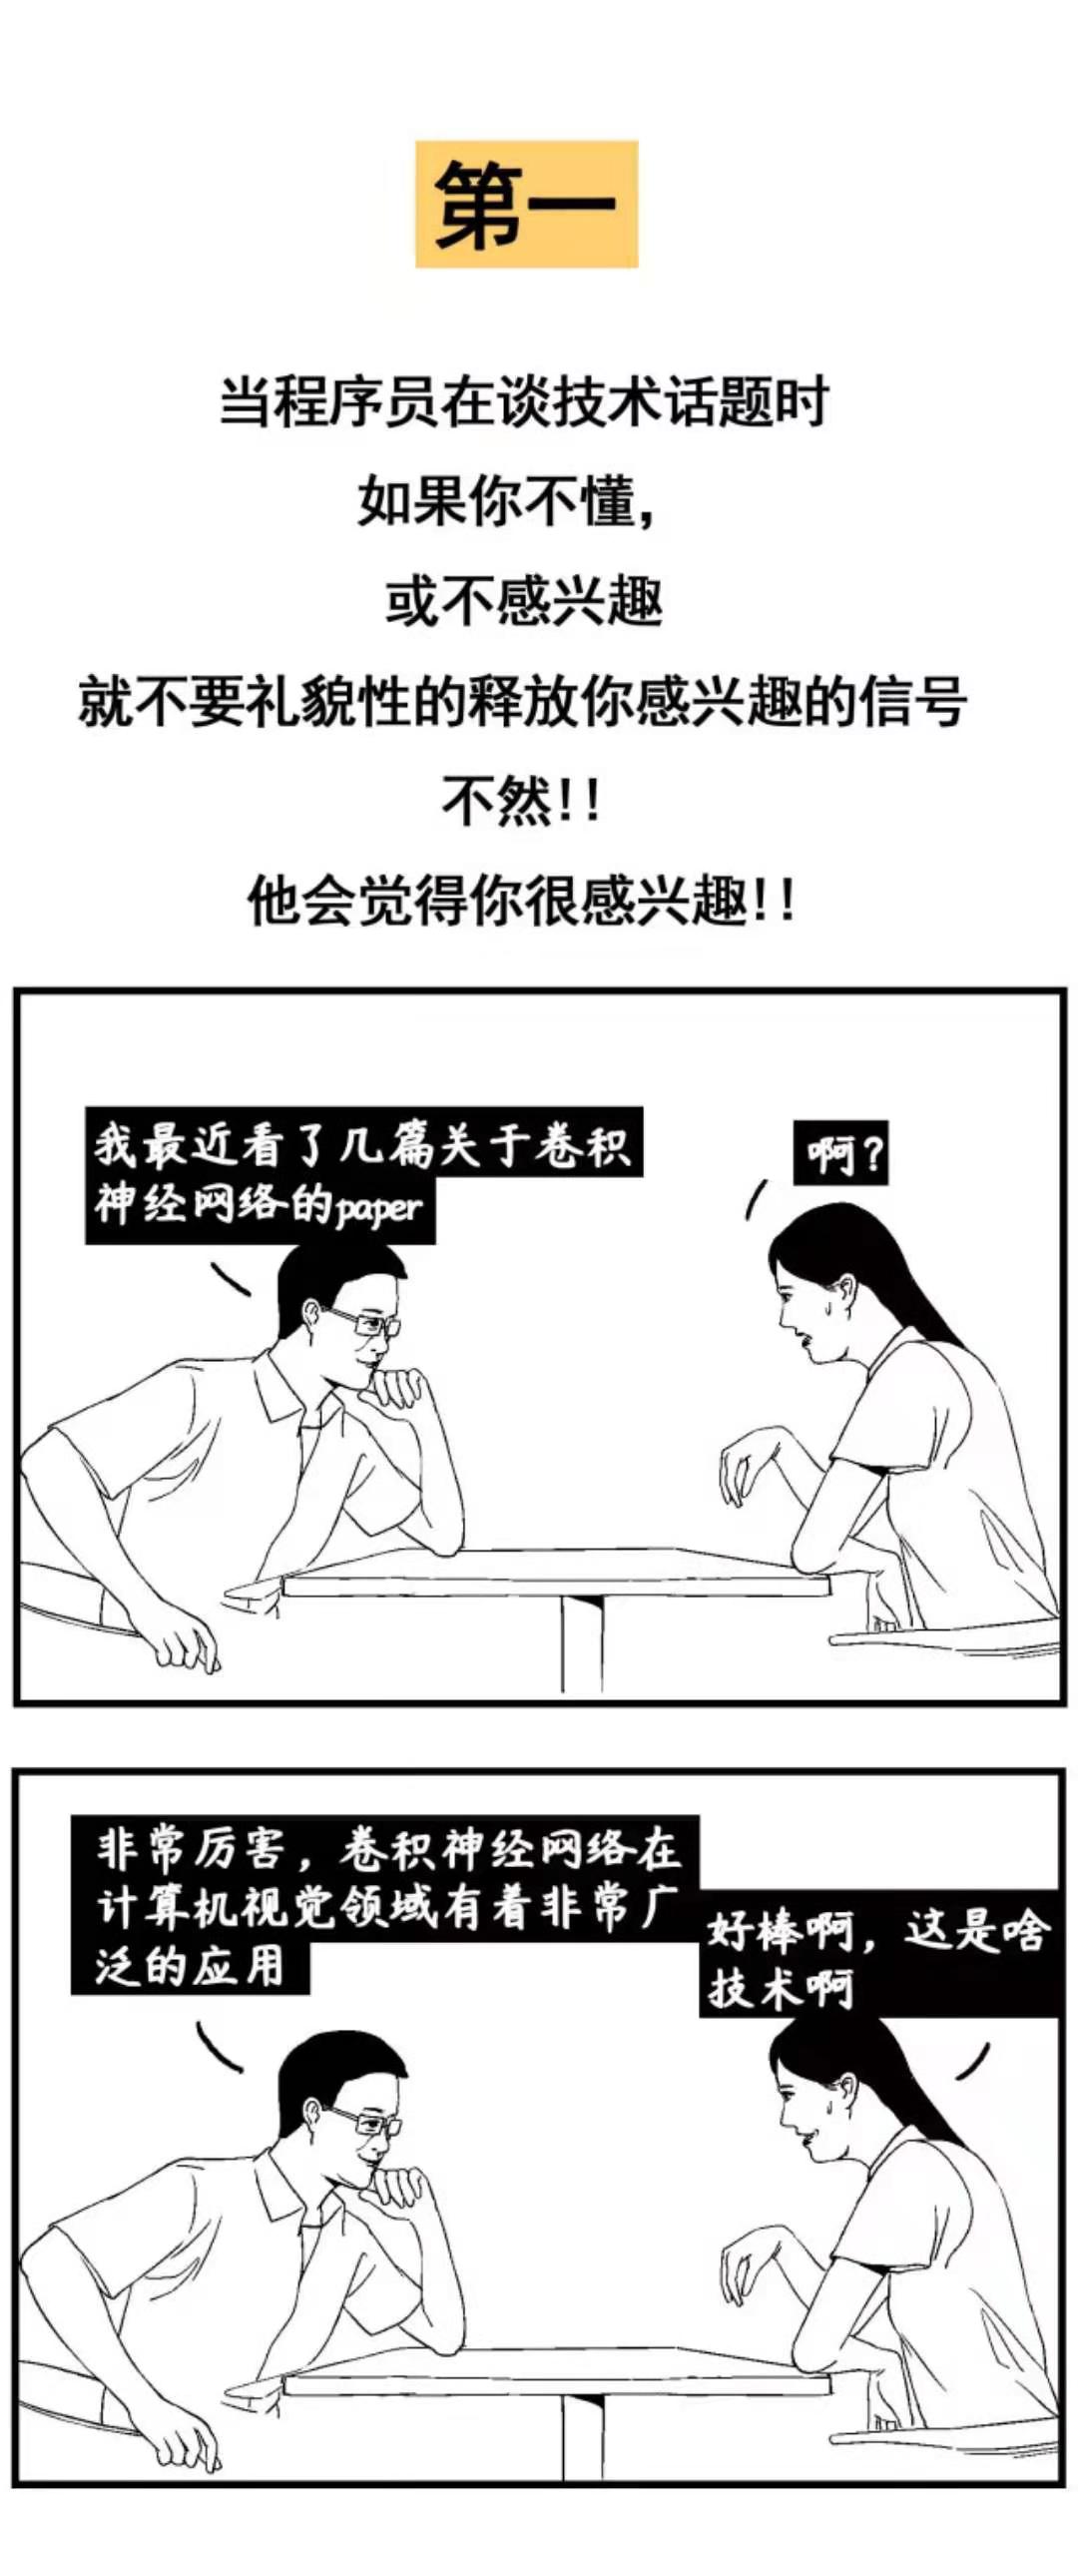 第一
当程序员在谈技术话题时
如果你不懂，
或不感兴趣
就不要礼貌性的释放你感兴趣的信号
不然！！
他会觉得你很感兴趣！！
我最近看了几篇关于卷积
神经网络的paper
啊？
非常厉害，卷积神经网络在
计算机视觉领域有着非常广
泛的应用
好棒啊，这是啥
技术啊